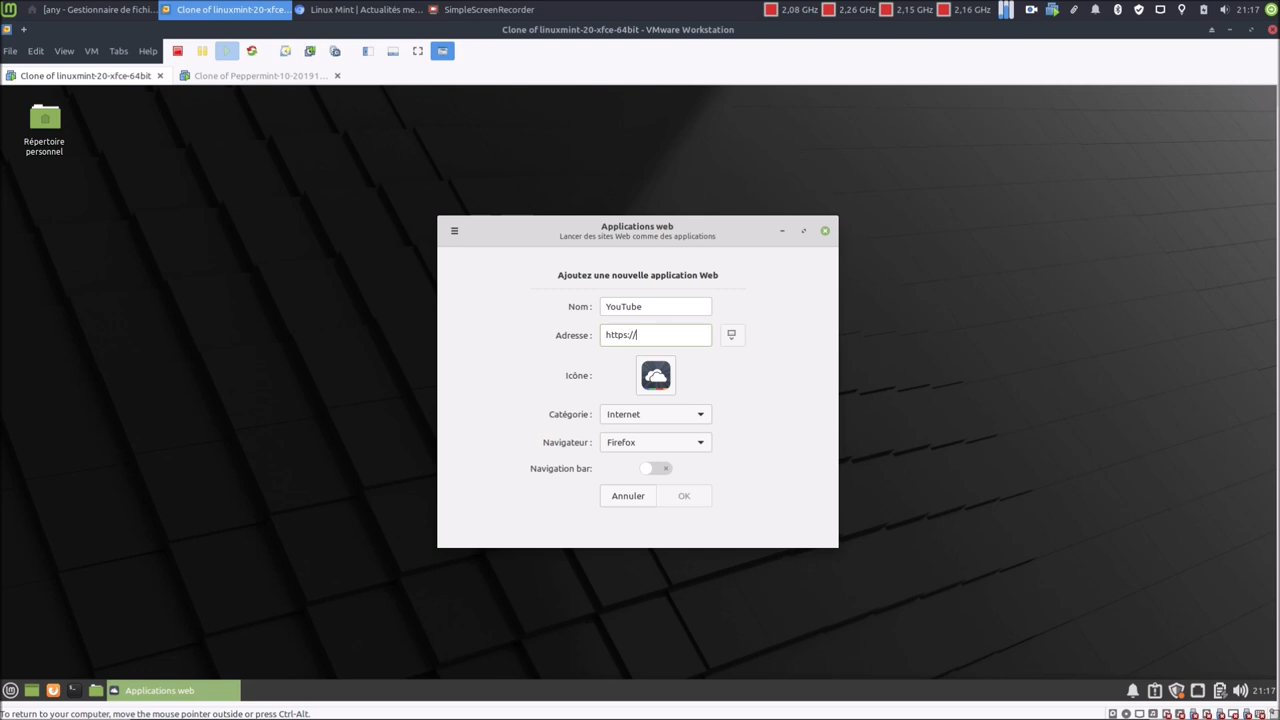 [any - Gestionnaire de fichi...
Clone of linuxmint-20-xfce...
Linux Mint | Actualités me...
SimpleScreenRecorder
2,08 GHz
2,26 GHz
2,15 GHz
2,16 GHz
21:17
Clone of linuxmint-20-xfce-64bit - VMware Workstation
File Edit View VM Tabs Help
Clone of linuxmint-20-xfce-64bit
Clone of Peppermint-10-20191...
Répertoire
personnel
Applications web
Lancer des sites Web comme des applications
Ajoutez une nouvelle application Web
Nom : YouTube
Adresse : https://
Icône :
Catégorie : Internet
Navigateur : Firefox
Navigation bar:
Annuler OK
Applications web
21:17
To return to your computer, move the mouse pointer outside or press Ctrl-Alt.